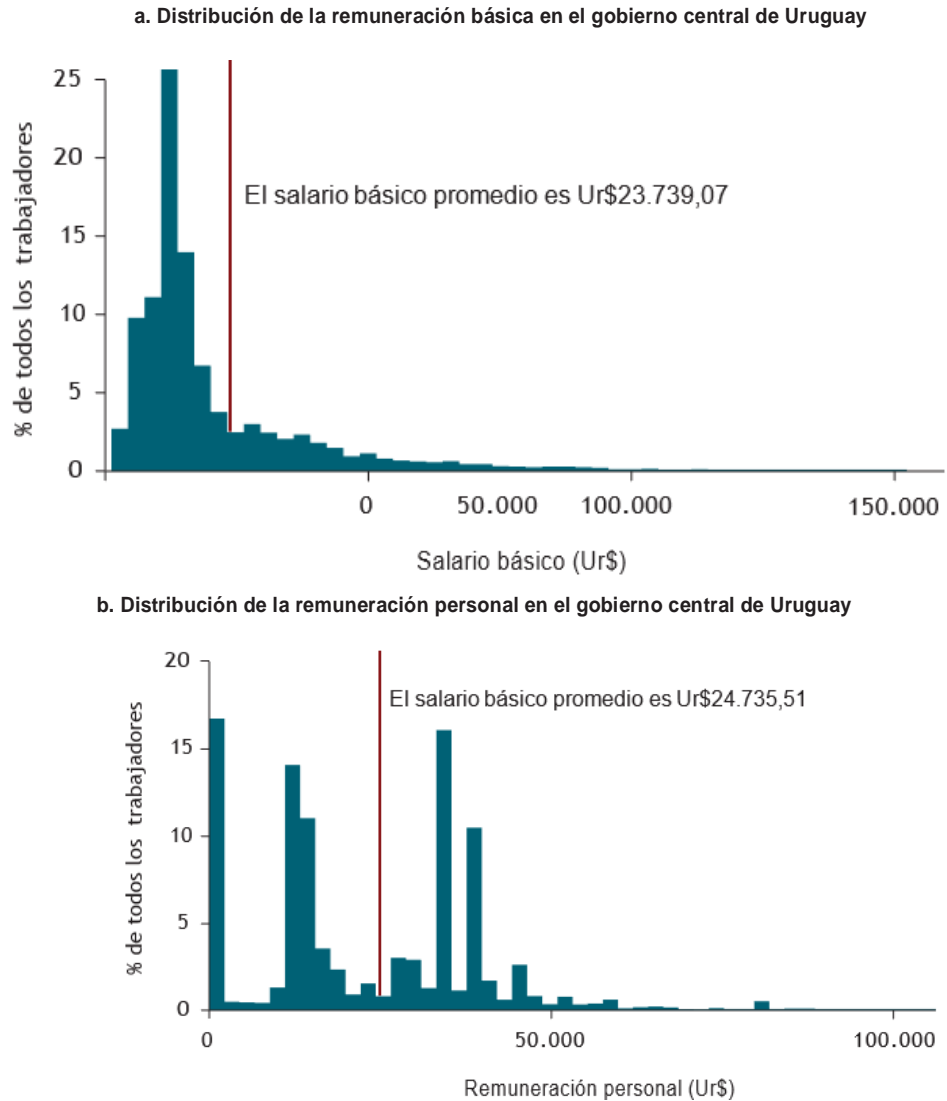 a. Distribución de la remuneración básica en el gobierno central de Uruguay
25
20
15
10
5
0
% de todos los trabajadores
El salario básico promedio es Ur$23.739,07
0 50.000 100.000 150.000
Salario básico (Ur$)
b. Distribución de la remuneración personal en el gobierno central de Uruguay
20
15
10
5
0
% de todos los trabajadores
El salario básico promedio es Ur$24.735,51
0 50.000 100.000
Remuneración personal (Ur$)